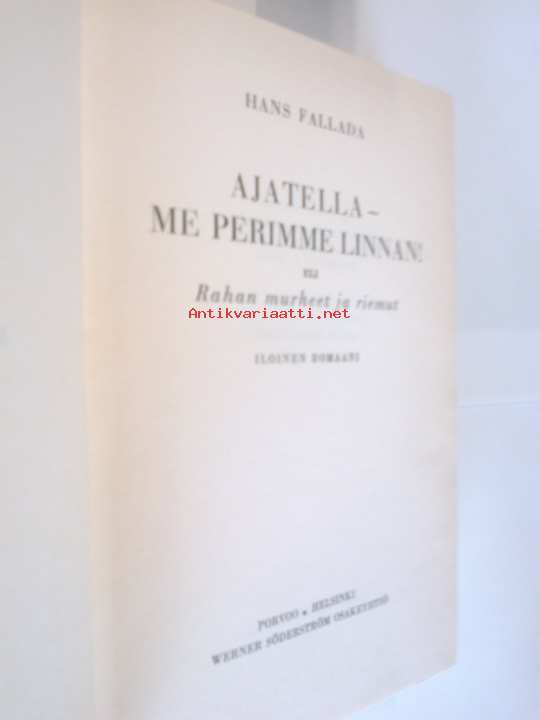 HANS FALLADA
AJATELLA –
ME PERIMME LINNAN!
eli
Rahan murheet ja riemut
Antikvariaatti.net
ILOINEN ROMAANI
PORVOO • HELSINKI
WERNER SÖDERSTRÖM OSAKEYHTIÖ